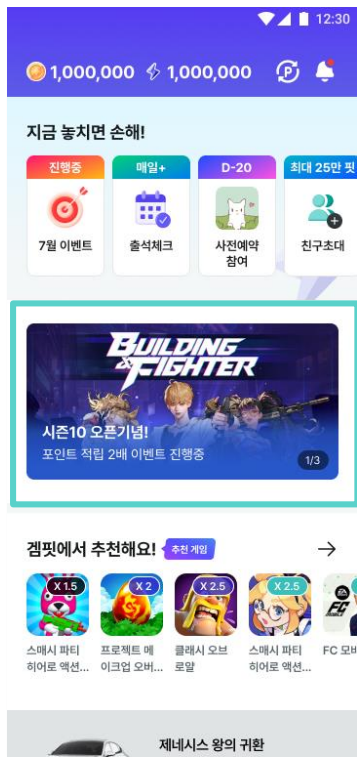 12:30
1,000,000 1,000,000 P
지금 놓치면 손해!
진행중 매일+ D-20 최대 25만 핏
7월 이벤트 출석체크 사전예약 친구초대
참여
BUILDING
& FIGHTER
시즌10 오픈기념!
포인트 적립 2배 이벤트 진행중
1/3
겜핏에서 추천해요! 추천 게임
X 1.5 X 2 X 2.5 X 2.5
EA
FC
스매시 파티 프로젝트 메 클래시 오브 스매시 파티 FC 모바
히어로 액션... 이크업 오버... 로얄 히어로 액션...
제네시스 왕의 귀환